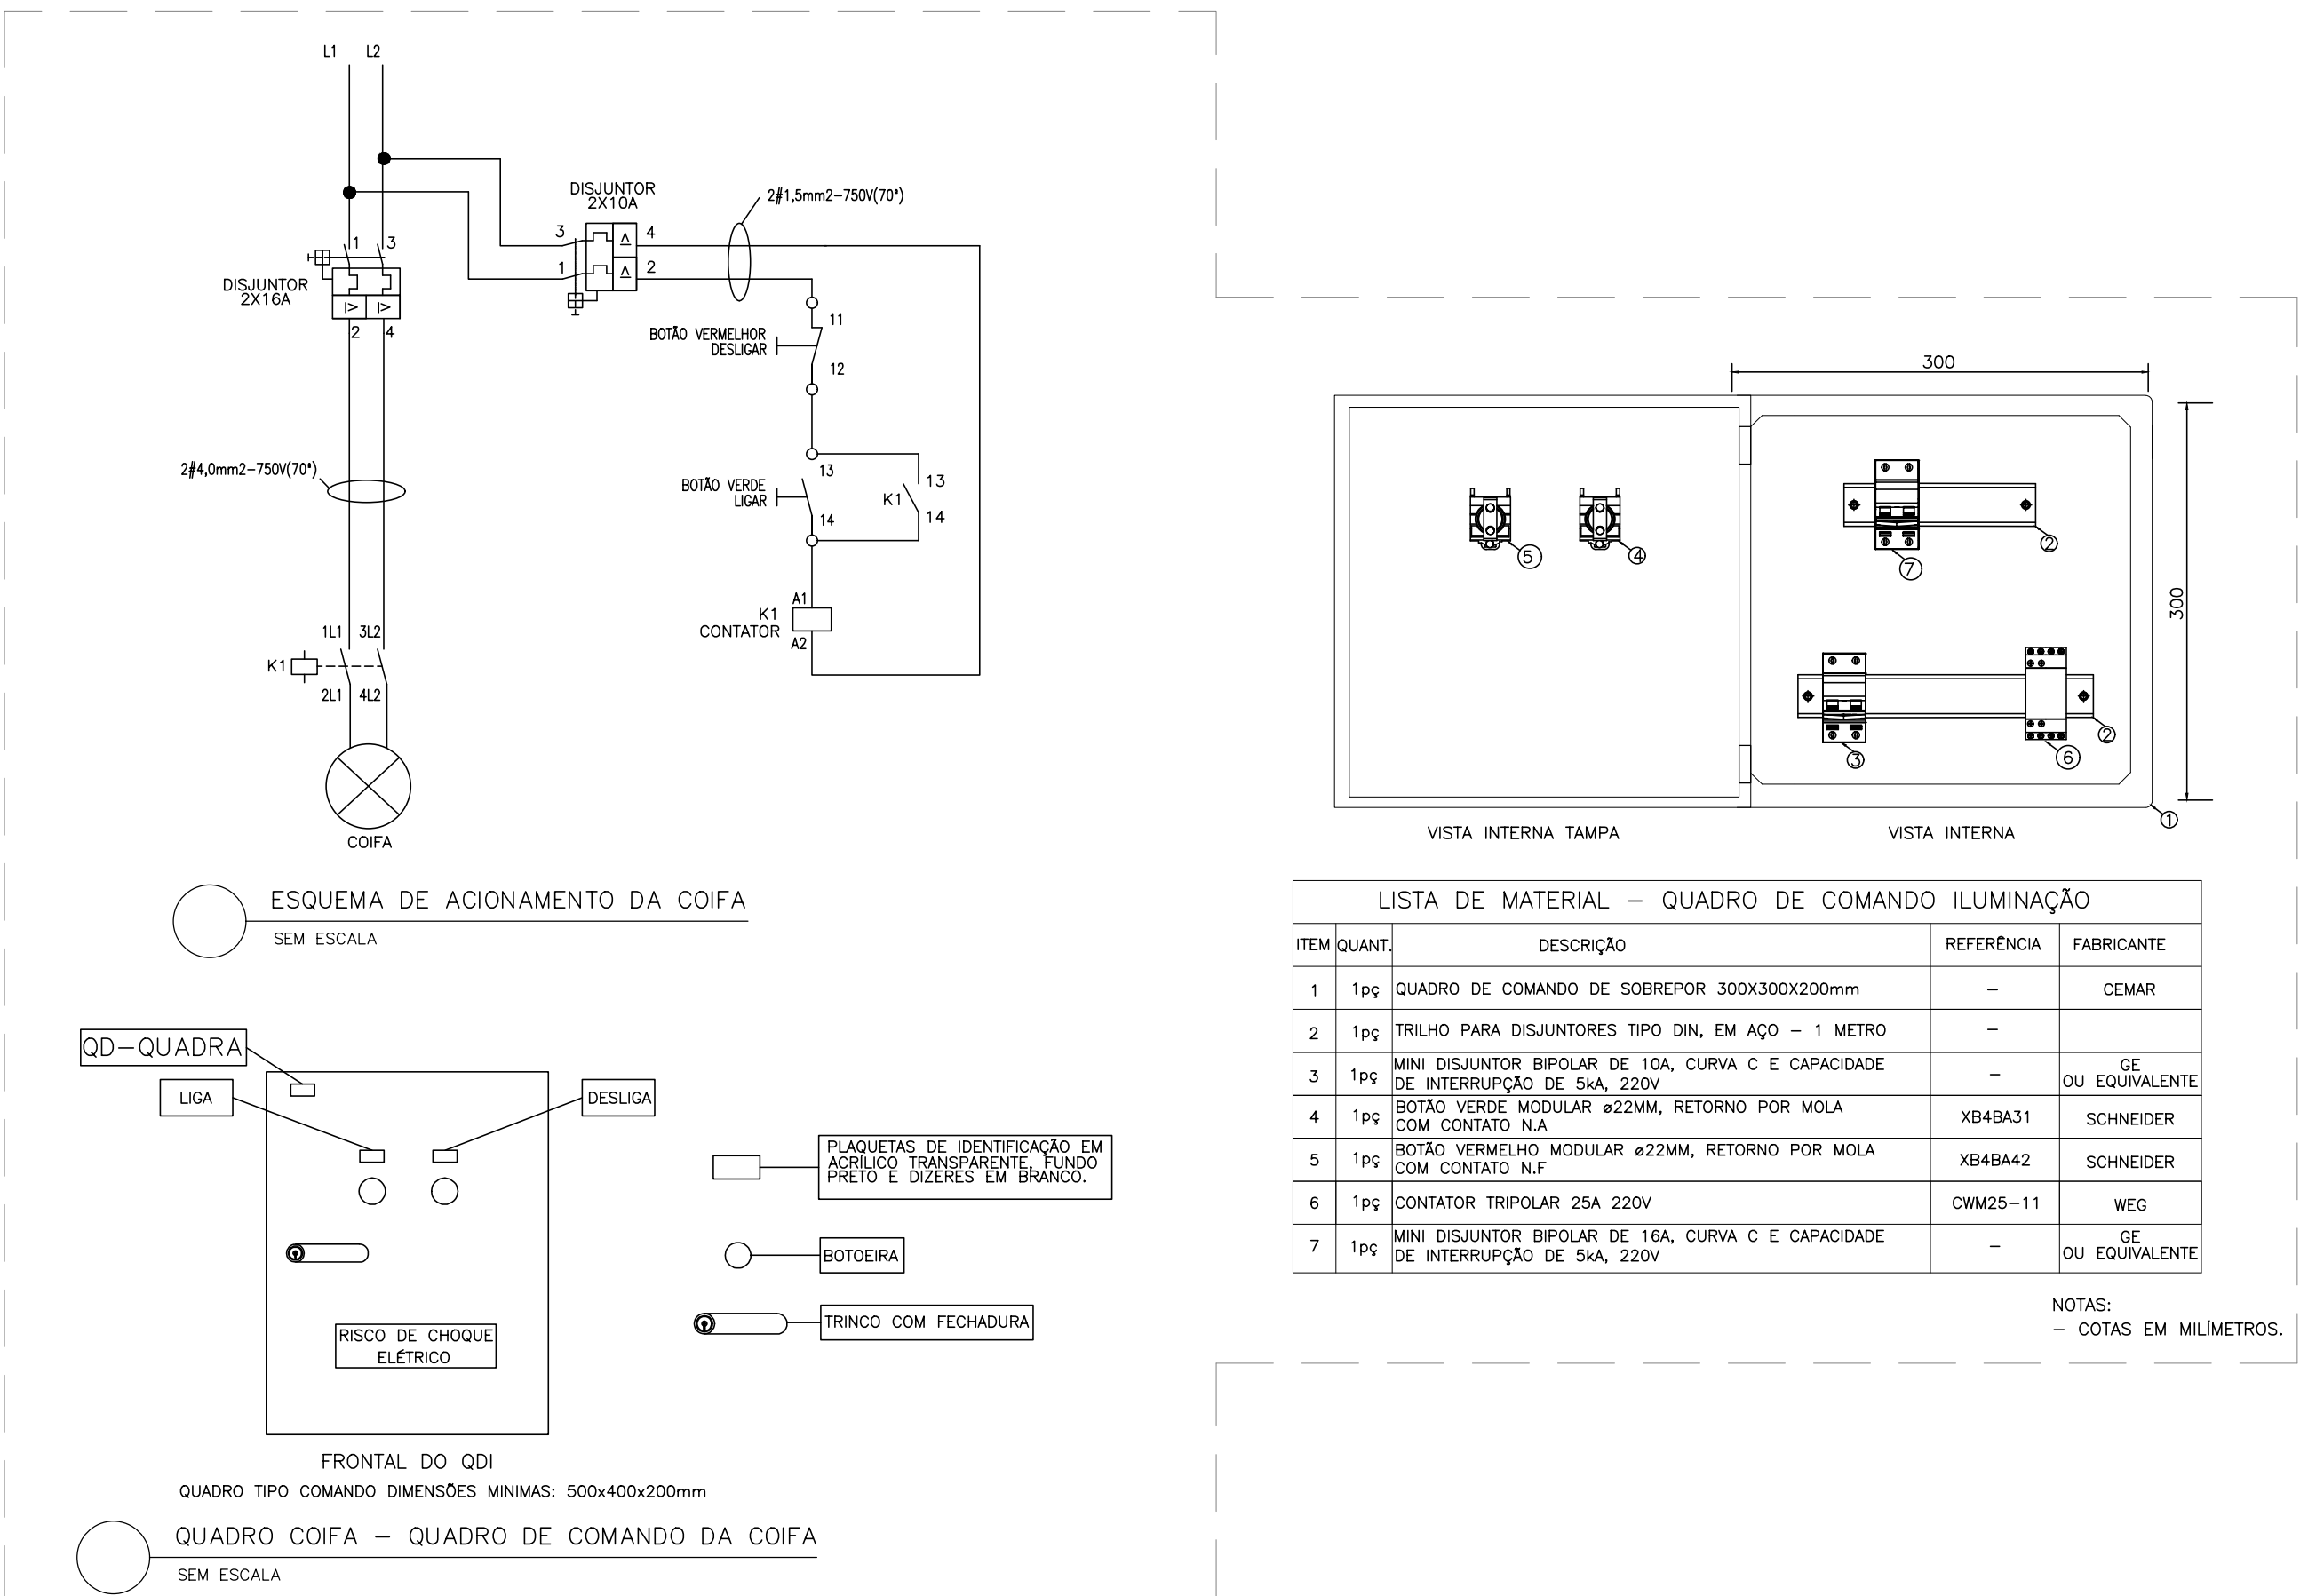 L1 L2
DISJUNTOR
2X10A
2#1,5mm2-750V(70°)
3 4
1 2
1 3
DISJUNTOR
2X16A
2 4
11
BOTÃO VERMELHOR
DESLIGAR
12
2#4,0mm2-750V(70°)
13
BOTÃO VERDE
LIGAR
14
K1
13
14
A1
K1
CONTATOR
A2
1L1 3L2
K1
2L1 4L2
COIFA
ESQUEMA DE ACIONAMENTO DA COIFA
SEM ESCALA
QD-QUADRA
LIGA
DESLIGA
RISCO DE CHOQUE
ELÉTRICO
PLAQUETAS DE IDENTIFICAÇÃO EM
ACRÍLICO TRANSPARENTE, FUNDO
PRETO E DIZERES EM BRANCO.
BOTOEIRA
TRINCO COM FECHADURA
FRONTAL DO QDI
QUADRO TIPO COMANDO DIMENSÕES MINIMAS: 500x400x200mm
QUADRO COIFA - QUADRO DE COMANDO DA COIFA
SEM ESCALA
300
300
5
4
7
2
3
6
2
1
VISTA INTERNA TAMPA
VISTA INTERNA
LISTA DE MATERIAL - QUADRO DE COMANDO ILUMINAÇÃO
ITEM QUANT. DESCRIÇÃO REFERÊNCIA FABRICANTE
1 1pç QUADRO DE COMANDO DE SOBREPOR 300X300X200mm - CEMAR
2 1pç TRILHO PARA DISJUNTORES TIPO DIN, EM AÇO - 1 METRO -
3 1pç MINI DISJUNTOR BIPOLAR DE 10A, CURVA C E CAPACIDADE
DE INTERRUPÇÃO DE 5kA, 220V - GE
OU EQUIVALENTE
4 1pç BOTÃO VERDE MODULAR ø22MM, RETORNO POR MOLA
COM CONTATO N.A XB4BA31 SCHNEIDER
5 1pç BOTÃO VERMELHO MODULAR ø22MM, RETORNO POR MOLA
COM CONTATO N.F XB4BA42 SCHNEIDER
6 1pç CONTATOR TRIPOLAR 25A 220V CWM25-11 WEG
7 1pç MINI DISJUNTOR BIPOLAR DE 16A, CURVA C E CAPACIDADE
DE INTERRUPÇÃO DE 5kA, 220V - GE
OU EQUIVALENTE
NOTAS:
- COTAS EM MILÍMETROS.